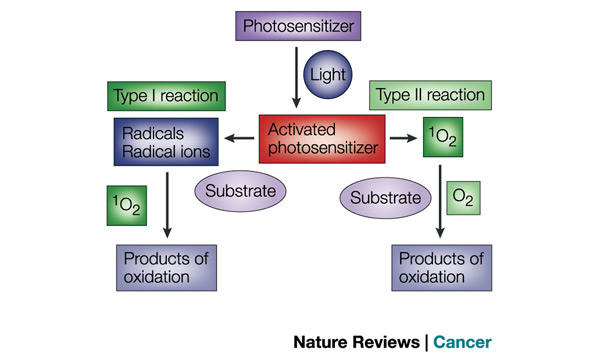 Photosensitizer
Light
Type I reaction
Type II reaction
Radicals
Radical ions
Activated
photosensitizer
¹O₂
Substrate
Substrate
¹O₂
O₂
Products of
oxidation
Products of
oxidation
Nature Reviews | Cancer